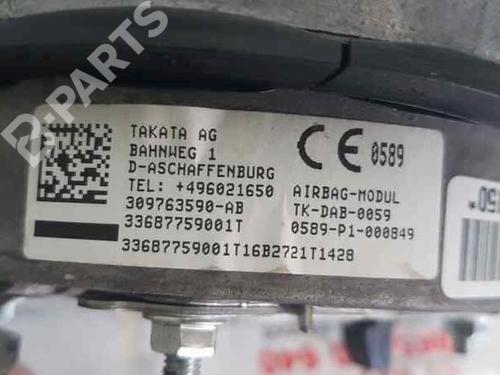 B-PARTS
TAKATA AG
BAHNWEG 1
D-ASCHAFFENBURG
TEL: +496021650
309763590-AB
33687759001T
33687759001T16B2721T1428
CE 0589
AIRBAG-MODUL
TK-DAB-0059
0589-P1-000849